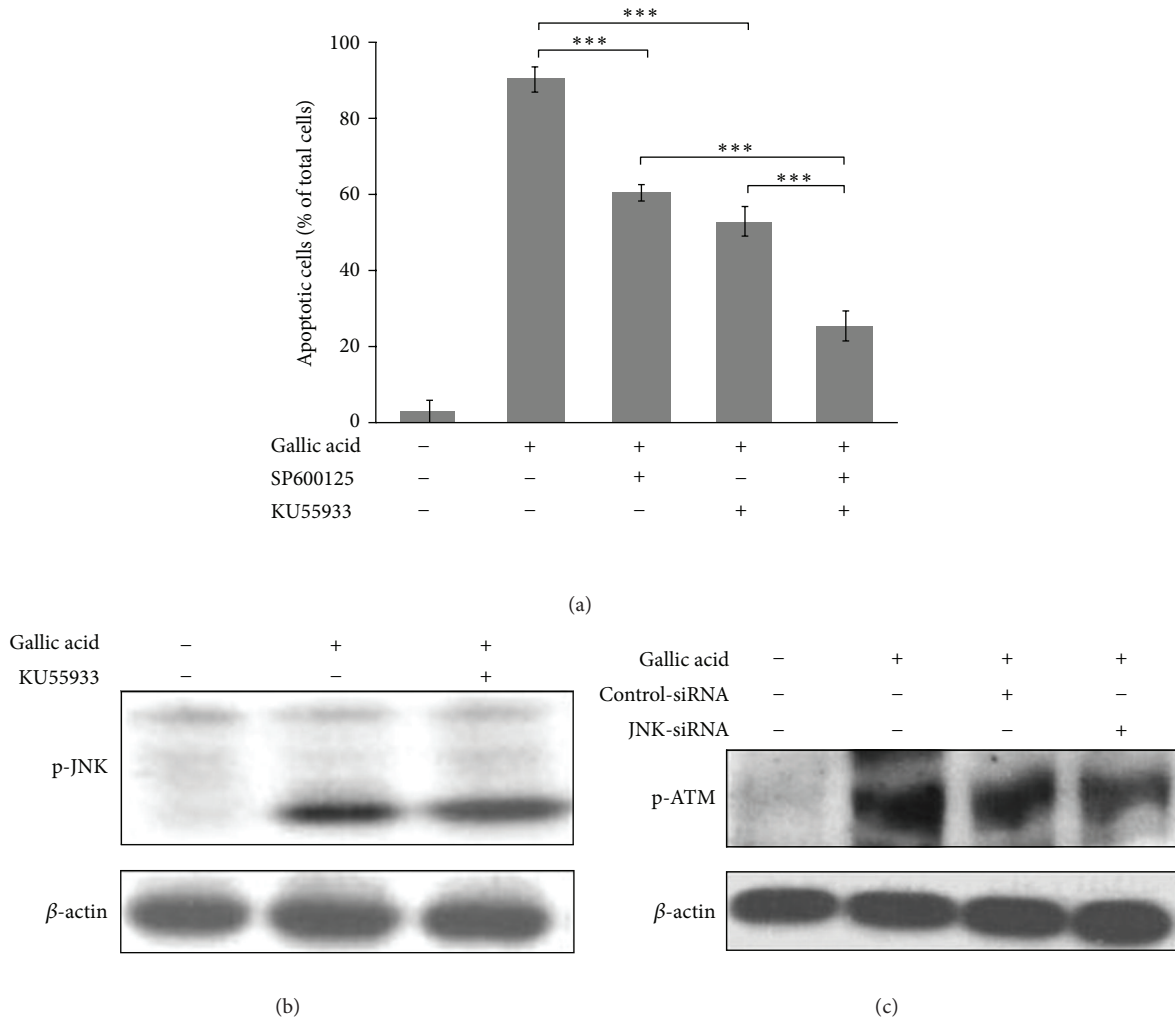 ***
***
100
80
***
60
***
40
20
0
Apoptotic cells (% of total cells)
Gallic acid − + + + +
SP600125 − − + − +
KU55933 − − − + +
(a)
Gallic acid − + +
KU55933 − − +
p-JNK
β-actin
(b)
Gallic acid − + + +
Control-siRNA − − + −
JNK-siRNA − − − +
p-ATM
β-actin
(c)